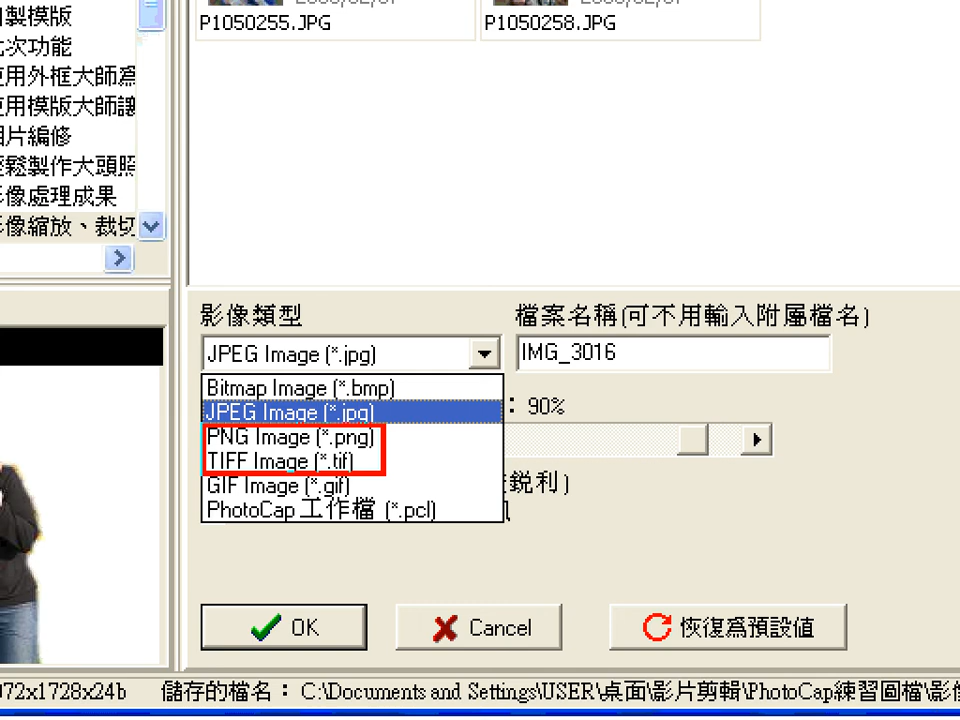 製模版
次功能
用外框大師為
用模版大師讓
片編修
鬆製作大頭照
像處理成果
像縮放、裁切
P1050255.JPG
P1050258.JPG
影像類型
檔案名稱(可不用輸入附屬檔名)
JPEG Image (*.jpg)
IMG_3016
Bitmap Image (*.bmp)
JPEG Image (*.jpg)
: 90%
PNG Image (*.png)
TIFF Image (*.tif)
GIF Image (*.gif)
銳利)
PhotoCap 工作檔 (*.pcl)
OK
Cancel
恢復為預設值
072x1728x24b
儲存的檔名: C:\Documents and Settings\USER\桌面\影片剪輯\PhotoCap練習圖檔\影像